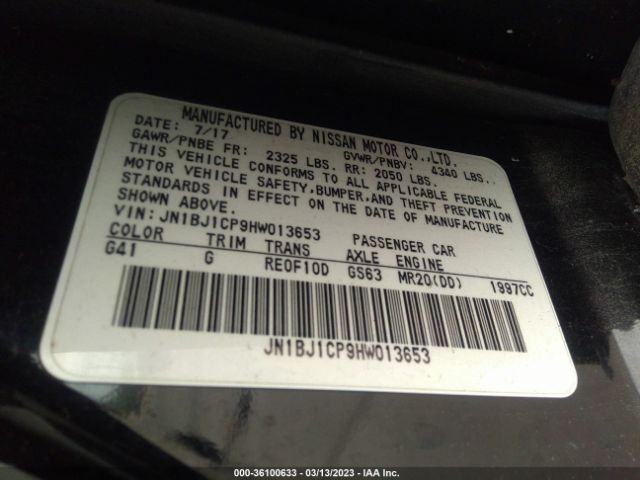 MANUFACTURED BY NISSAN MOTOR CO.,LTD.
DATE: 7/17 GVWR/PNBV: 4340 LBS.
GAWR/PNBE FR: 2325 LBS. RR: 2050 LBS.
THIS VEHICLE CONFORMS TO ALL APPLICABLE FEDERAL
MOTOR VEHICLE SAFETY,BUMPER,AND THEFT PREVENTION
STANDARDS IN EFFECT ON THE DATE OF MANUFACTURE
SHOWN ABOVE.
VIN: JN1BJ1CP9HW013653 PASSENGER CAR
COLOR TRIM TRANS AXLE ENGINE
G41 G RE0F10D GS63 MR20(DD) 1997CC
JN1BJ1CP9HW013653
000-36100633 - 03/13/2023 - IAA Inc.